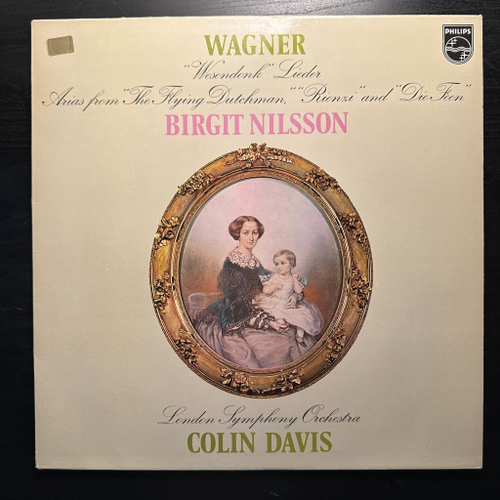 PHILIPS
WAGNER
"Wesendonk" Lieder
Arias from "The Flying Dutchman," "Rienzi" and "Die Feen"
BIRGIT NILSSON
London Symphony Orchestra
COLIN DAVIS